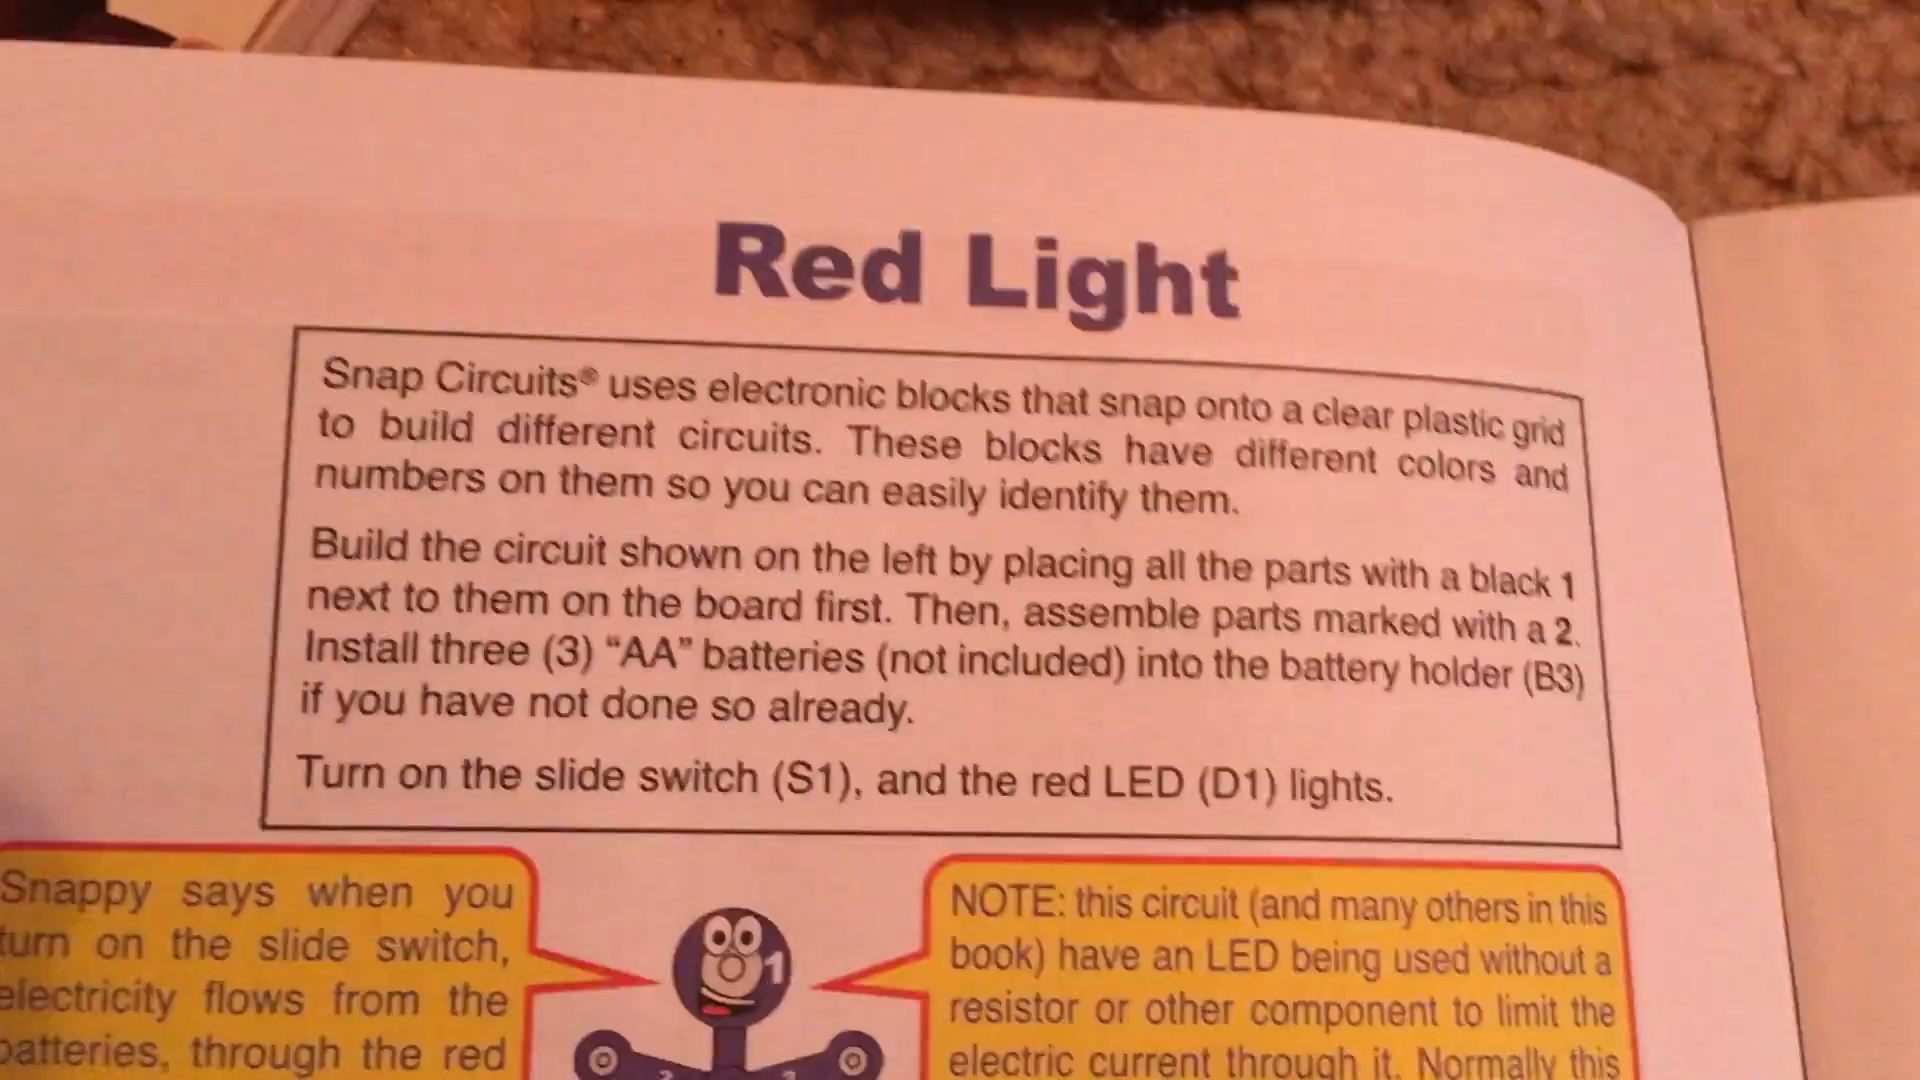 Red Light
Snap Circuits® uses electronic blocks that snap onto a clear plastic grid
to build different circuits. These blocks have different colors and
numbers on them so you can easily identify them.
Build the circuit shown on the left by placing all the parts with a black 1
next to them on the board first. Then, assemble parts marked with a 2.
Install three (3) “AA” batteries (not included) into the battery holder (B3)
if you have not done so already.
Turn on the slide switch (S1), and the red LED (D1) lights.
Snappy says when you
turn on the slide switch,
electricity flows from the
batteries, through the red
1
NOTE: this circuit (and many others in this
book) have an LED being used without a
resistor or other component to limit the
electric current through it. Normally this